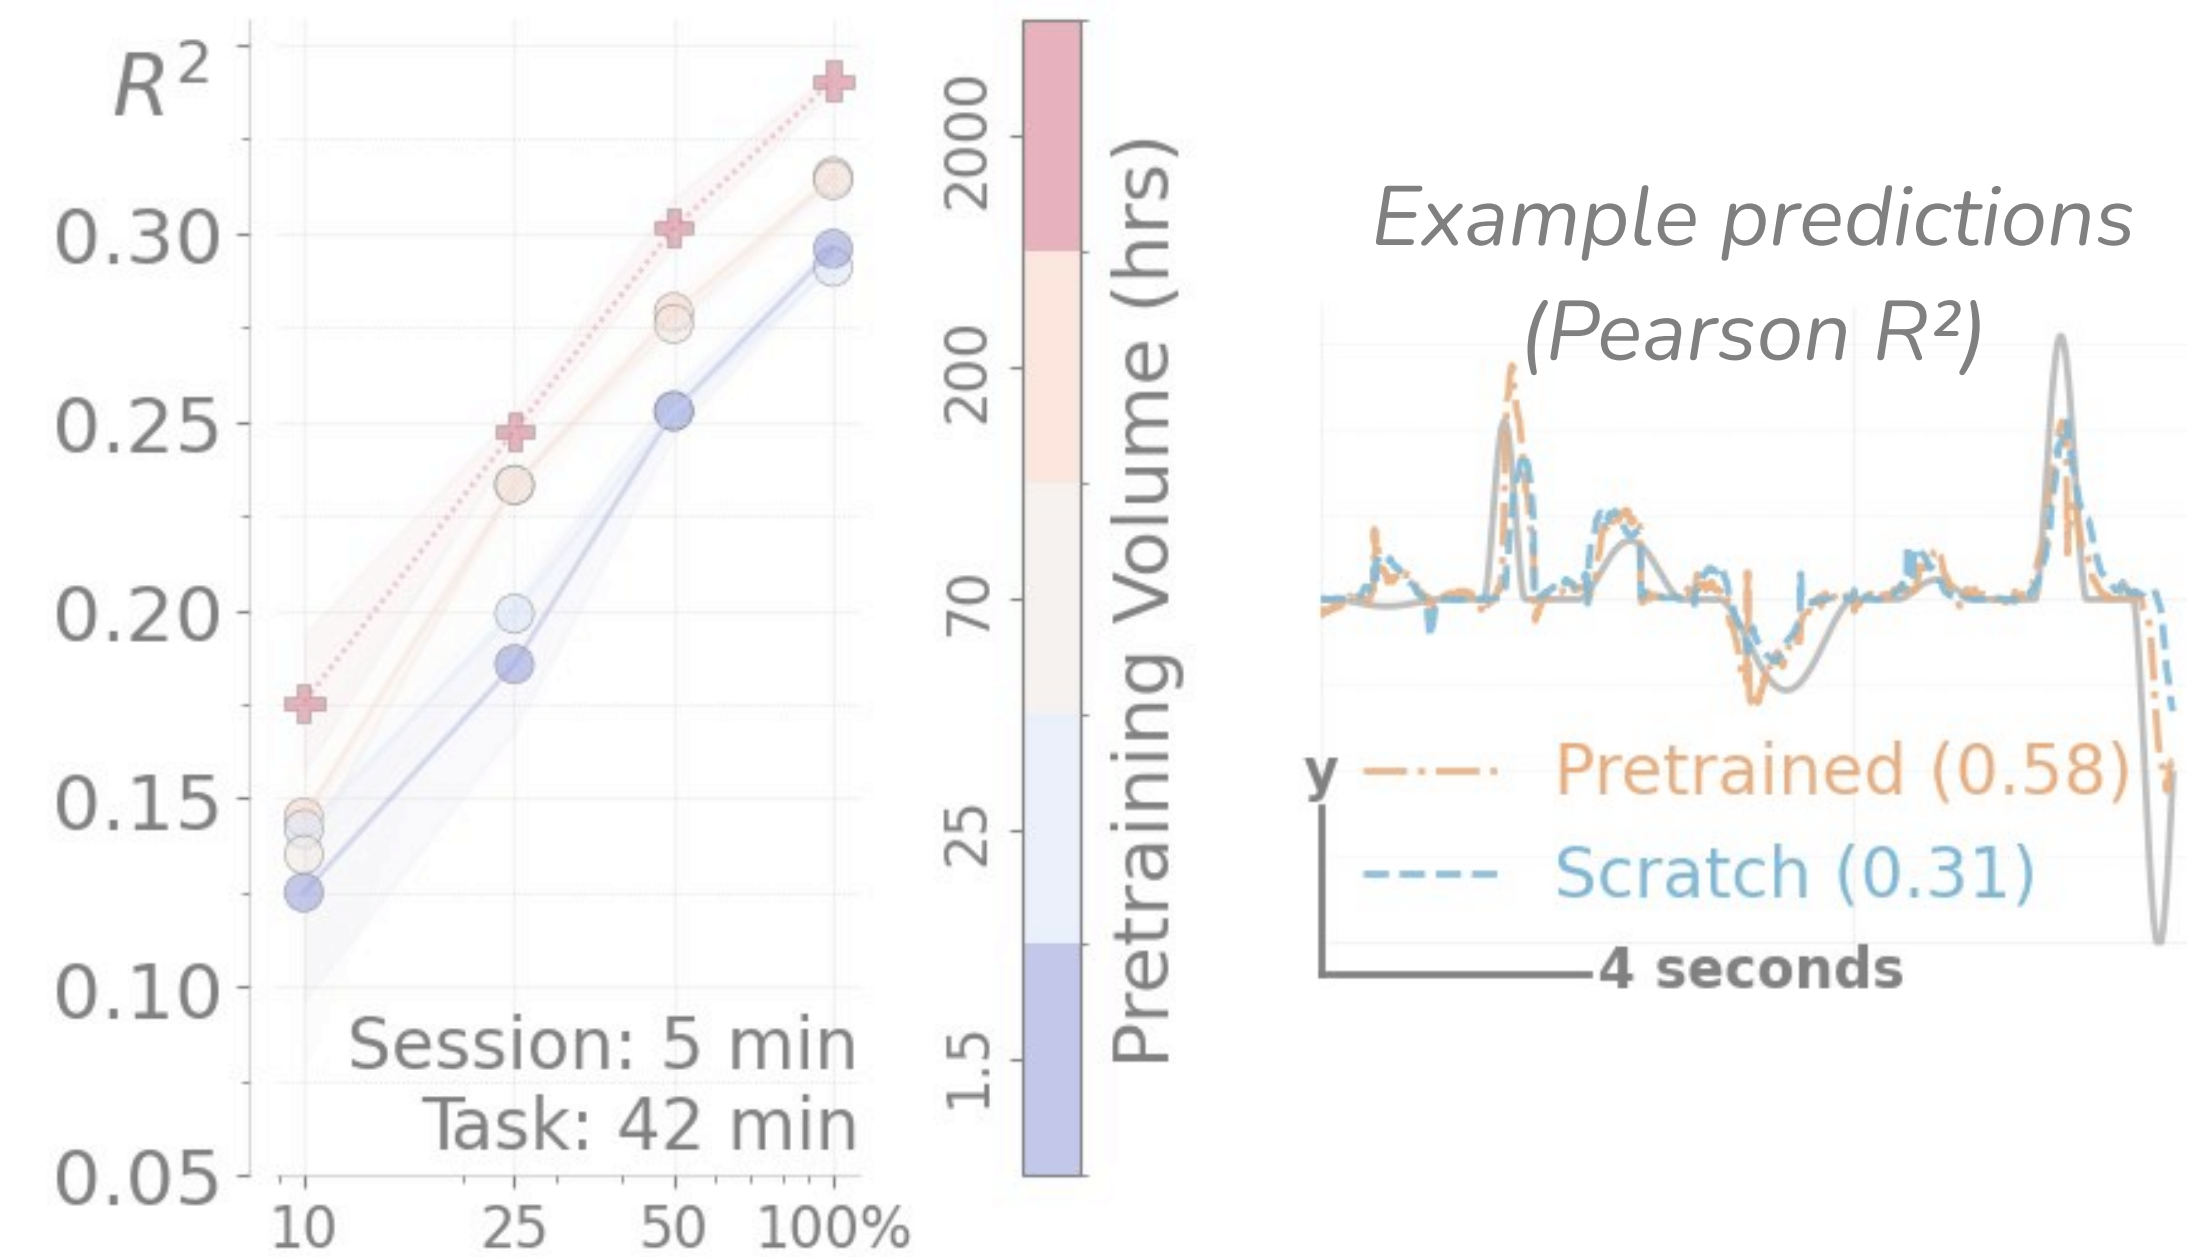 R²
0.30
0.25
0.20
0.15
0.10
0.05
Session: 5 min
Task: 42 min
10 25 50 100%
2000
200
70
25
1.5
Pretraining Volume (hrs)
Example predictions
(Pearson R²)
y
Pretrained (0.58)
Scratch (0.31)
4 seconds